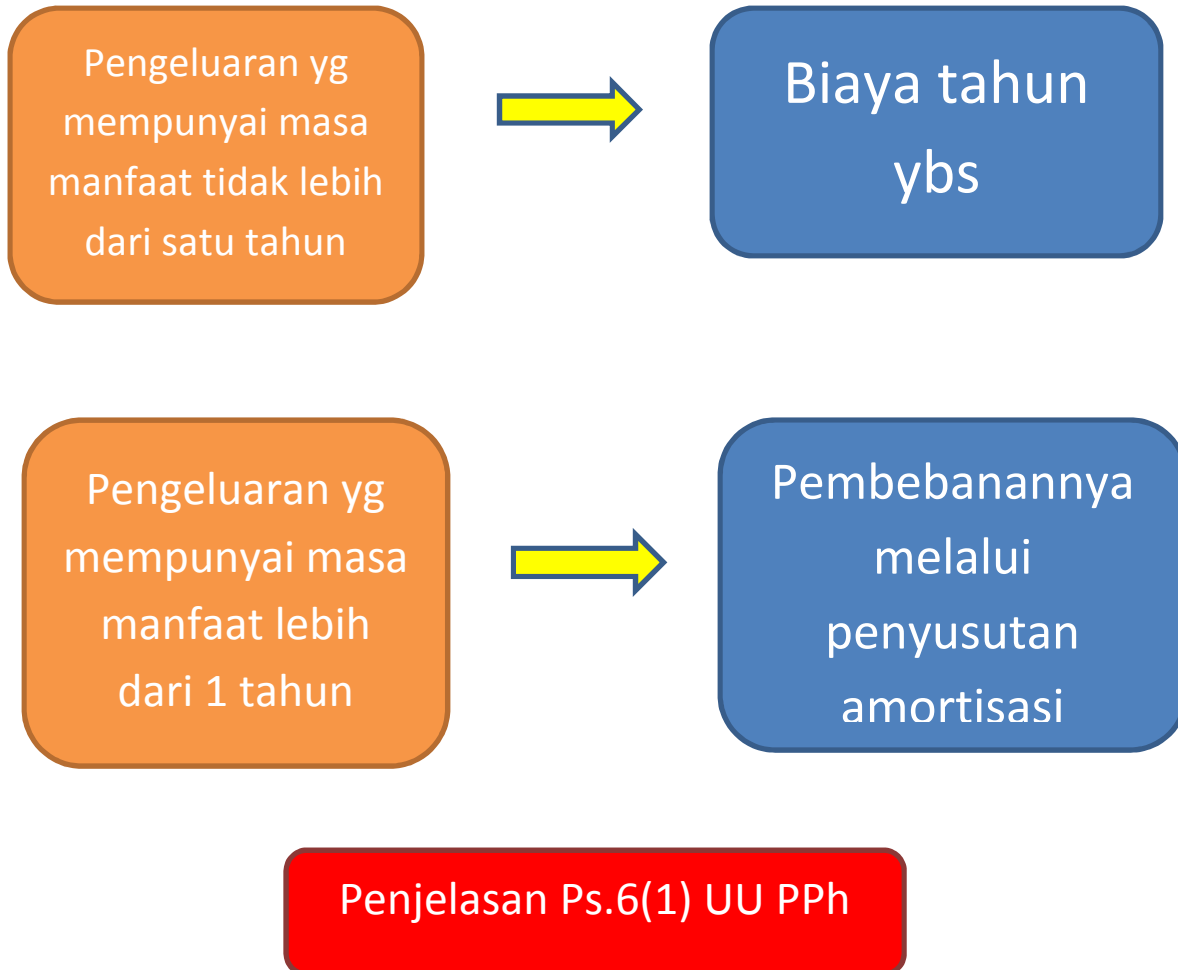 Pengeluaran yg
mempunyai masa
manfaat tidak lebih
dari satu tahun
Biaya tahun
ybs
Pengeluaran yg
mempunyai masa
manfaat lebih
dari 1 tahun
Pembebanannya
melalui
penyusutan
amortisasi
Penjelasan Ps.6(1) UU PPh